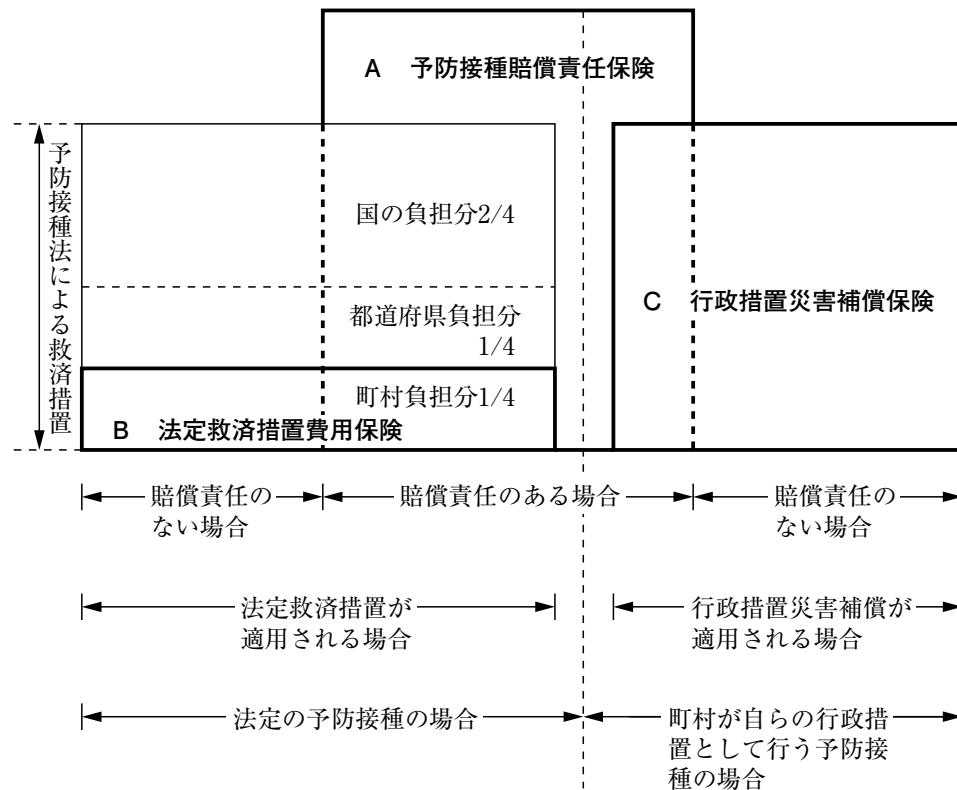 A 予防接種賠償責任保険
予防接種法による救済措置
国の負担分2/4
都道府県負担分
1/4
町村負担分1/4
B 法定救済措置費用保険
C 行政措置災害補償保険
賠償責任の
ない場合
賠償責任のある場合
賠償責任の
ない場合
法定救済措置が
適用される場合
行政措置災害補償が
適用される場合
法定の予防接種の場合
町村が自らの行政措
置として行う予防接
種の場合